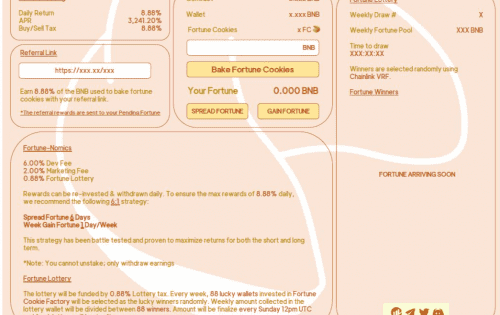 Daily Return 8.88%
APR 3,241.20%
Buy/Sell Tax 8.88%
Referral Link
https://xxx.xz/xxx
Earn 8.88% of the BNB used to bake fortune
cookies with your referral link.
*The referral rewards are sent to your Pending Fortune
Wallet x.xxx BNB
Fortune Cookies x FC
BNB
Bake Fortune Cookies
Your Fortune 0.000 BNB
SPREAD FORTUNE GAIN FORTUNE
Weekly Draw # X
Weekly Fortune Pool XXX BNB
Time to draw
XXX:XX:XX
Winners are selected randomly using
Chainlink VRF.
Fortune Winners
FORTUNE ARRIVING SOON
Fortune-Nomics
6.00% Dev Fee
2.00% Marketing Fee
0.88% Fortune Lottery
Rewards can be re-invested & withdrawn daily. To ensure the max rewards of 8.88% daily,
we recommend the following 6:1 strategy:
Spread Fortune 6 Days
Week Gain Fortune 1 Day/Week
This strategy has been battle tested and proven to maximize returns for both the short and long
term.
*Note: You cannot unstake, only withdraw earnings
Fortune Lottery
The lottery will be funded by 0.88% Lottery tax. Every week, 88 lucky wallets invested in Fortune
Cookie Factory will be selected as the lucky winners randomly. Weekly amount collected in the
lottery wallet will be divided between 88 winners. Amount will be finalize every Sunday 12pm UTC